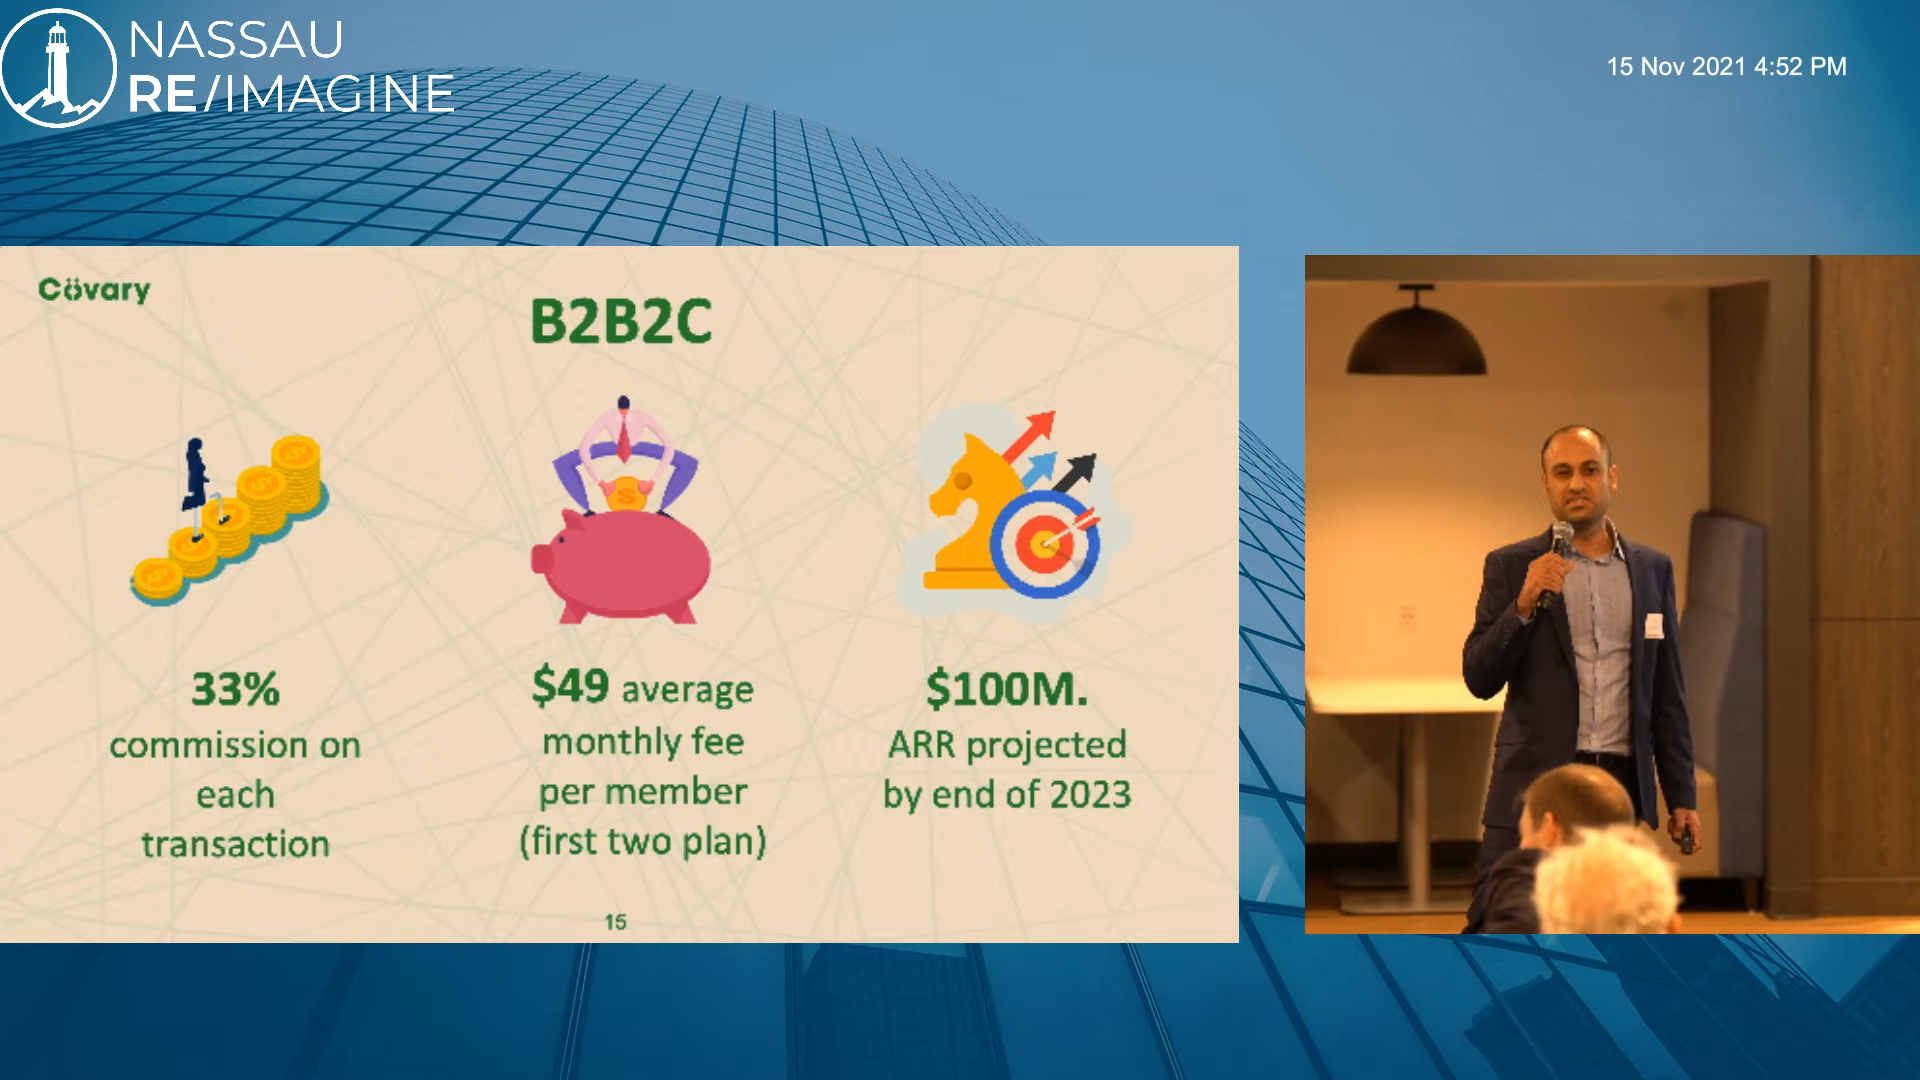 NASSAU
RE/IMAGINE
15 Nov 2021 4:52 PM
Cövary
B2B2C
33%
commission on
each
transaction
$49 average
monthly fee
per member
(first two plan)
$100M.
ARR projected
by end of 2023
15